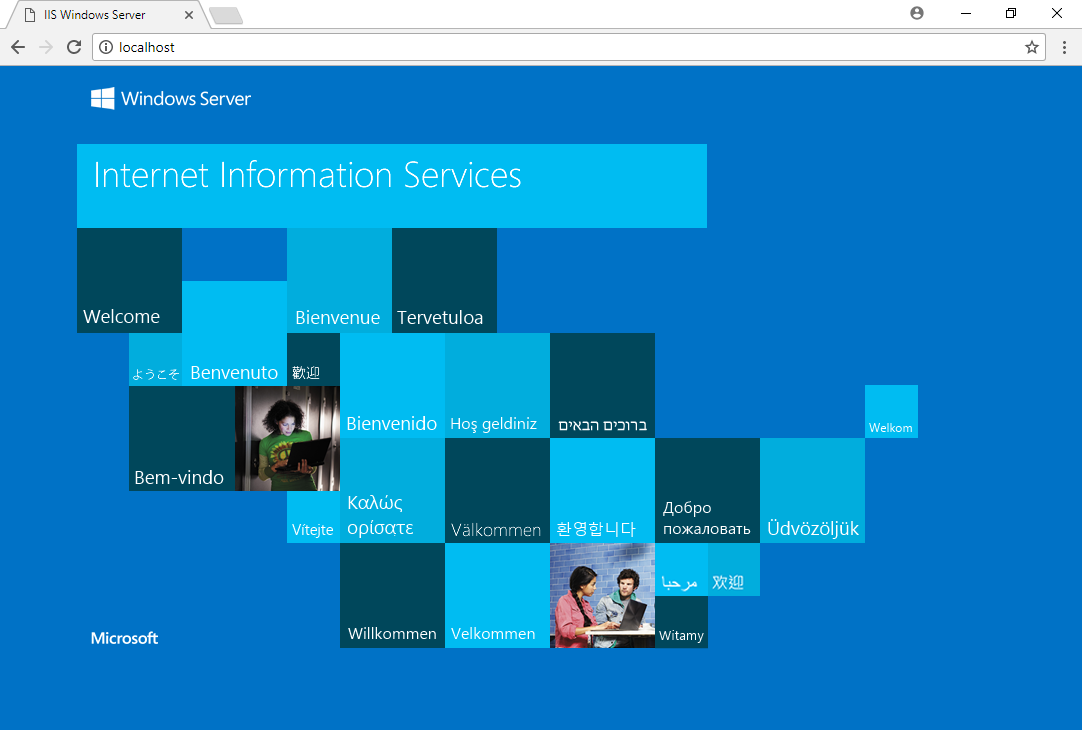 IIS Windows Server
localhost
Windows Server
Internet Information Services
Welcome
Bienvenue
Tervetuloa
ようこそ
Benvenuto
歡迎
Bienvenido
Hoş geldiniz
ברוכים הבאים
Welkom
Bem-vindo
Vítejte
Καλώς
ορίσατε
Välkommen
환영합니다
Добро
пожаловать
Üdvözöljük
مرحبا
欢迎
Willkommen
Velkommen
Witamy
Microsoft